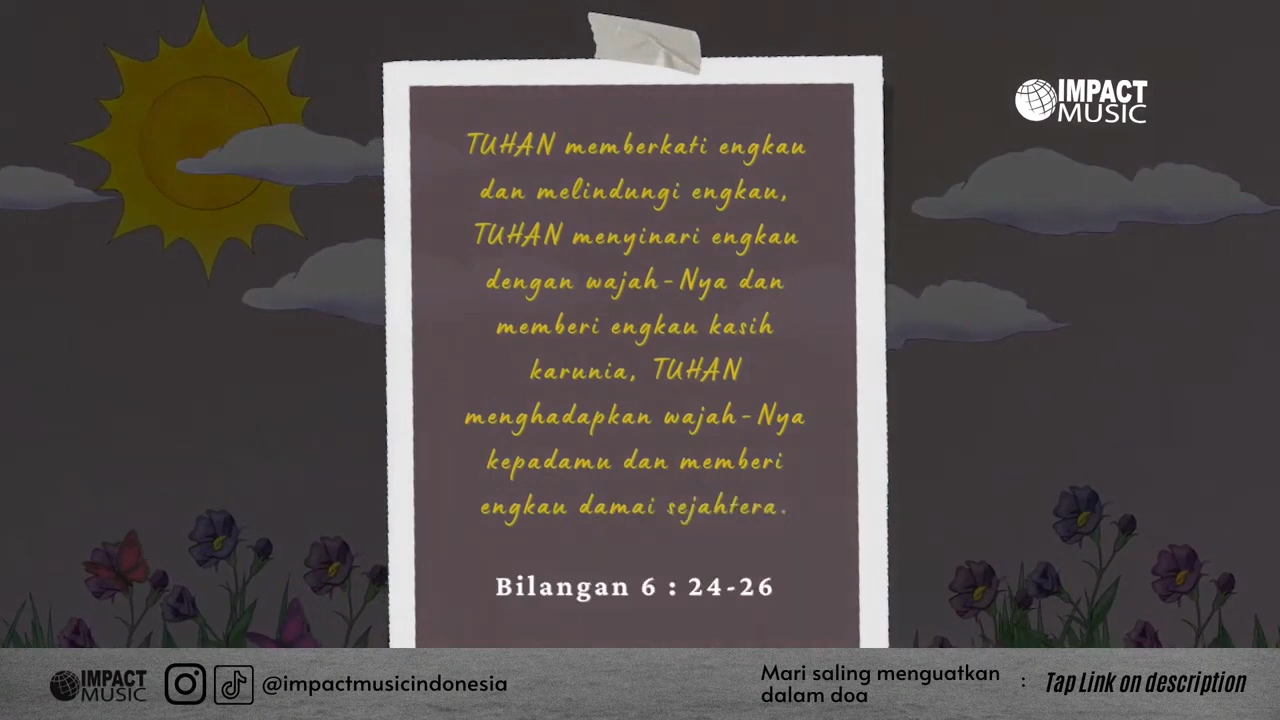 IMPACT
MUSIC
TUHAN memberkati engkau
dan melindungi engkau,
TUHAN menyinari engkau
dengan wajah-Nya dan
memberi engkau kasih
karunia, TUHAN
menghadapkan wajah-Nya
kepadamu dan memberi
engkau damai sejahtera.
Bilangan 6 : 24-26
IMPACT
MUSIC
@impactmusicindonesia
Mari saling menguatkan
dalam doa
: Tap Link on description